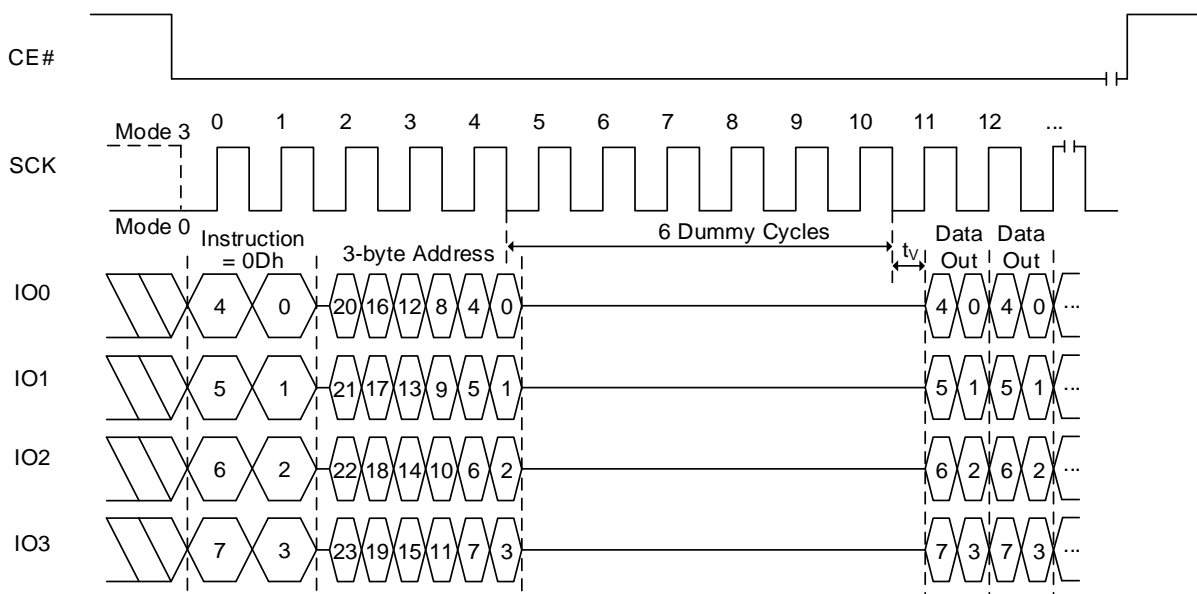 CE#
0 1 2 3 4 5 6 7 8 9 10 11 12 ...
Mode 3
SCK
Mode 0
Instruction
= 0Dh
3-byte Address
6 Dummy Cycles
tV
Data
Out
Data
Out
IO0 4 0 20 16 12 8 4 0 4 0 4 0 ...
IO1 5 1 21 17 13 9 5 1 5 1 5 1 ...
IO2 6 2 22 18 14 10 6 2 6 2 6 2 ...
IO3 7 3 23 19 15 11 7 3 7 3 7 3 ...